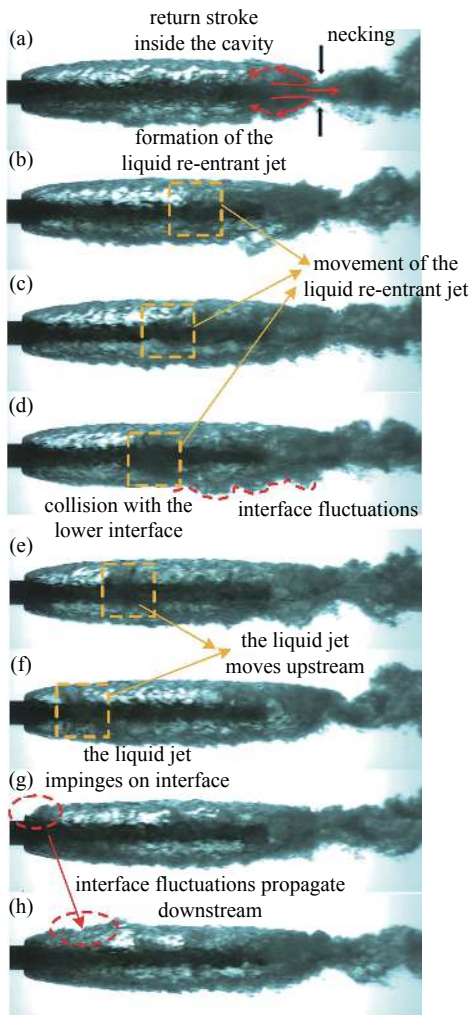 return stroke
(a)
inside the cavity
necking
formation of the
(b)
liquid re-entrant jet
movement of the
(c)
liquid re-entrant jet
(d)
collision with the
interface fluctuations
lower interface
(e)
the liquid jet
moves upstream
(f)
the liquid jet
(g)
impinges on interface
interface fluctuations propagate
(h)
downstream